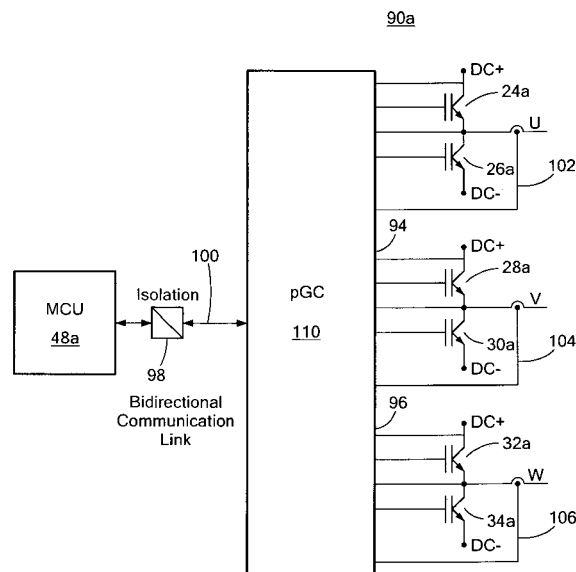 90a
DC+
24a
U
26a
DC-
102
94
DC+
28a
V
30a
DC-
104
96
DC+
32a
W
34a
DC-
106
pGC
110
100
Isolation
98
Bidirectional
Communication
Link
MCU
48a